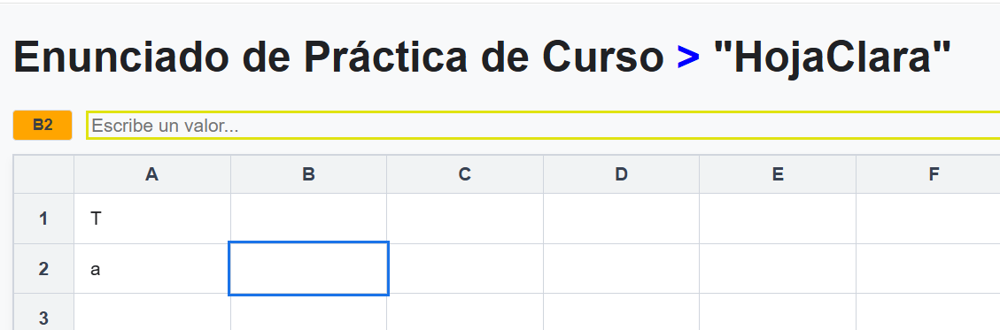 Enunciado de Práctica de Curso > "HojaClara"
B2 Escribe un valor...
A B C D E F
1 T
2 a
3